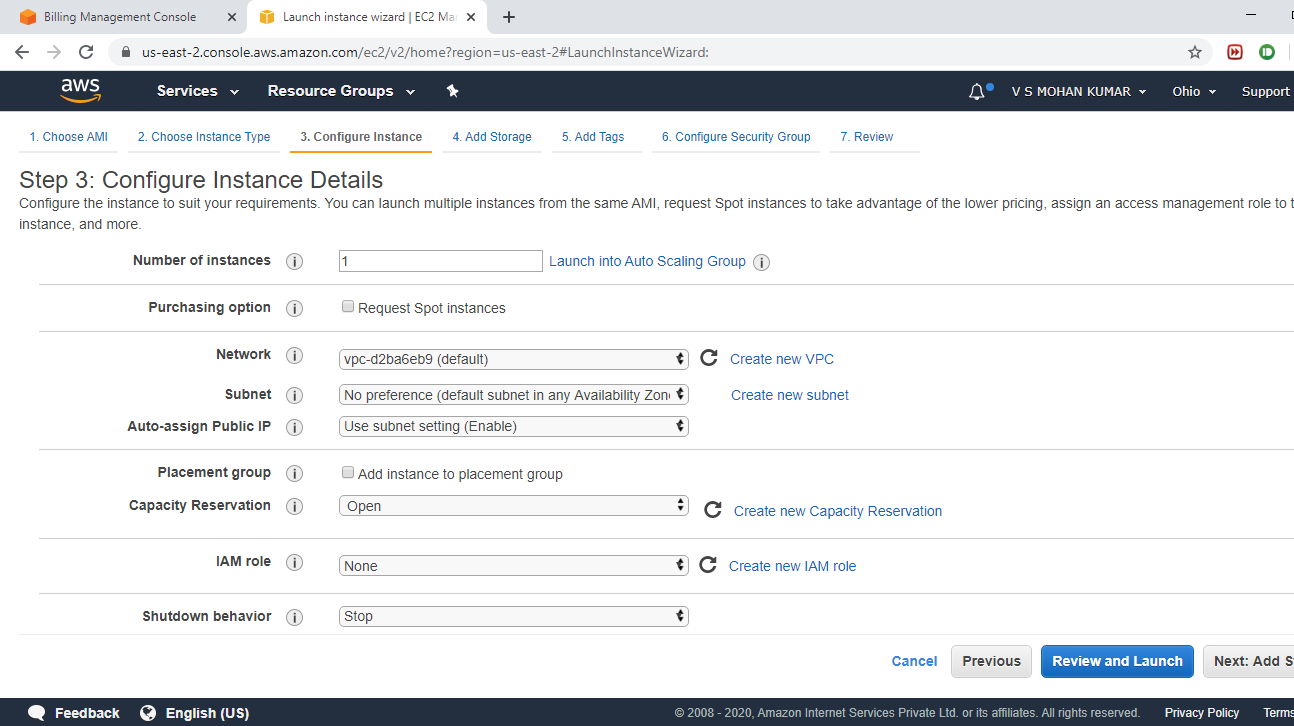 Billing Management Console
Launch instance wizard | EC2 Ma
us-east-2.console.aws.amazon.com/ec2/v2/home?region=us-east-2#LaunchInstanceWizard:
aws Services Resource Groups V S MOHAN KUMAR Ohio Support
1. Choose AMI 2. Choose Instance Type 3. Configure Instance 4. Add Storage 5. Add Tags 6. Configure Security Group 7. Review
Step 3: Configure Instance Details
Configure the instance to suit your requirements. You can launch multiple instances from the same AMI, request Spot instances to take advantage of the lower pricing, assign an access management role to t
instance, and more.
Number of instances i 1 Launch into Auto Scaling Group i
Purchasing option i Request Spot instances
Network i vpc-d2ba6eb9 (default) Create new VPC
Subnet i No preference (default subnet in any Availability Zon Create new subnet
Auto-assign Public IP i Use subnet setting (Enable)
Placement group i Add instance to placement group
Capacity Reservation i Open Create new Capacity Reservation
IAM role i None Create new IAM role
Shutdown behavior i Stop
Cancel Previous Review and Launch Next: Add S
Feedback English (US) © 2008 - 2020, Amazon Internet Services Private Ltd. or its affiliates. All rights reserved. Privacy Policy Terms